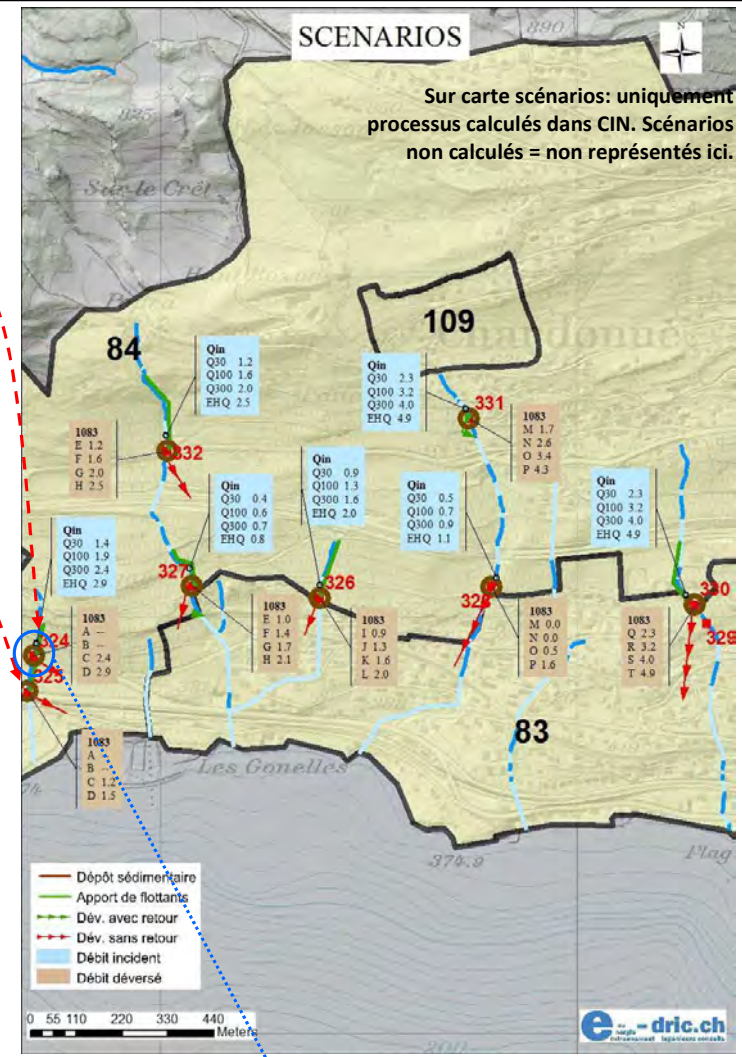 SCENARIOS
890
N
Sur carte scénarios: uniquement
processus calculés dans CIN. Scénarios
non calculés = non représentés ici.
825
Sur-le Crêt
109
84
Qin
Q30 1.2
Q100 1.6
Q300 2.0
EHQ 2.5
Qin
Q30 2.3
Q100 3.2
Q300 4.0
EHQ 4.9
331
1083
M 1.7
N 2.6
O 3.4
P 4.3
1083
E 1.2
F 1.6
G 2.0
H 2.5
332
Qin
Q30 0.9
Q100 1.3
Q300 1.6
EHQ 2.0
Qin
Q30 0.4
Q100 0.6
Q300 0.7
EHQ 0.8
Qin
Q30 0.5
Q100 0.7
Q300 0.9
EHQ 1.1
Qin
Q30 2.3
Q100 3.2
Q300 4.0
EHQ 4.9
Qin
Q30 1.4
Q100 1.9
Q300 2.4
EHQ 2.9
327
326
328
330
329
324
325
1083
A --
B --
C 2.4
D 2.9
1083
E 1.0
F 1.4
G 1.7
H 2.1
1083
I 0.9
J 1.3
K 1.6
L 2.0
1083
M 0.0
N 0.0
O 0.5
P 1.6
1083
Q 2.3
R 3.2
S 4.0
T 4.9
1083
A
B --
C 1.2
D 1.5
83
Les Gonelles
374.9
Plag
Dépôt sédimentaire
Apport de flottants
Dév. avec retour
Dév. sans retour
Débit incident
Débit déversé
0 55 110 220 330 440
Meters
e-dric.ch
200